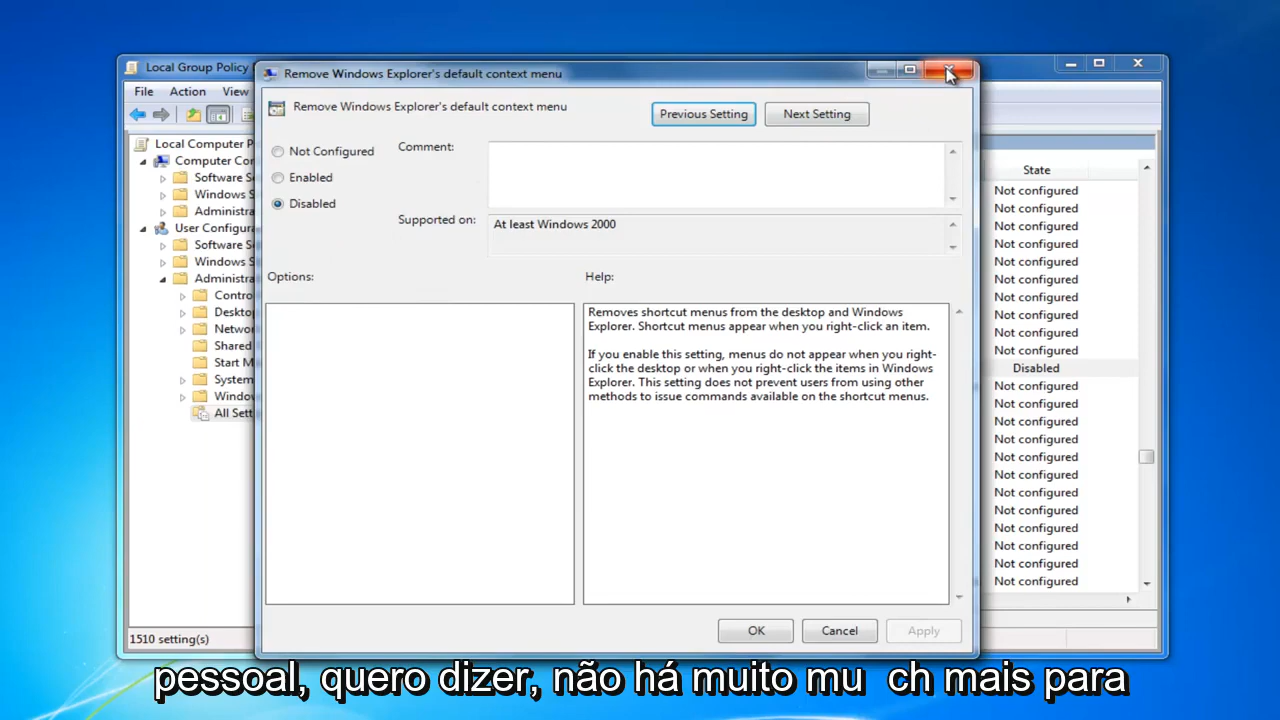 Local Group Policy
File Action View
Local Computer P
Computer Con
Software Se
Windows S
Administra
User Configura
Software Se
Windows S
Administra
Contro
Deskto
Networ
Shared
Start M
System
Windo
All Sett
1510 setting(s)
Remove Windows Explorer's default context menu
Remove Windows Explorer's default context menu
Previous Setting Next Setting
Not Configured
Enabled
Disabled
Comment:
Supported on:
At least Windows 2000
Options:
Help:
Removes shortcut menus from the desktop and Windows
Explorer. Shortcut menus appear when you right-click an item.
If you enable this setting, menus do not appear when you right-
click the desktop or when you right-click the items in Windows
Explorer. This setting does not prevent users from using other
methods to issue commands available on the shortcut menus.
OK Cancel Apply
State
Not configured
Not configured
Not configured
Not configured
Not configured
Not configured
Not configured
Not configured
Not configured
Not configured
Disabled
Not configured
Not configured
Not configured
Not configured
Not configured
Not configured
Not configured
Not configured
Not configured
Not configured
Not configured
Not configured
pessoal, quero dizer, não há muito mu ch mais para